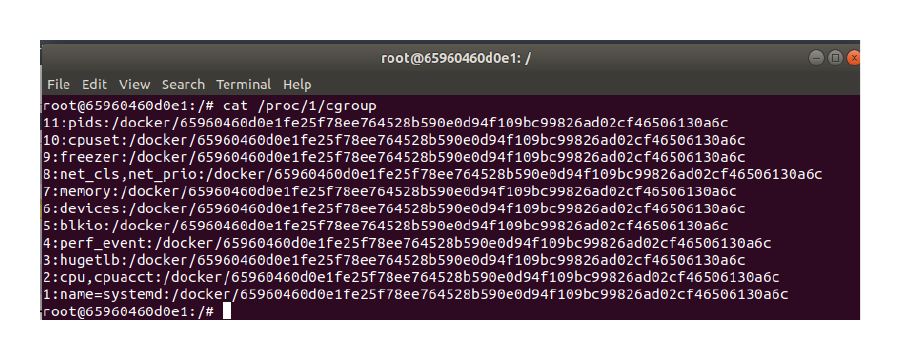 root@65960460d0e1: /
File Edit View Search Terminal Help
root@65960460d0e1:/# cat /proc/1/cgroup
11:pids:/docker/65960460d0e1fe25f78ee764528b590e0d94f109bc99826ad02cf46506130a6c
10:cpuset:/docker/65960460d0e1fe25f78ee764528b590e0d94f109bc99826ad02cf46506130a6c
9:freezer:/docker/65960460d0e1fe25f78ee764528b590e0d94f109bc99826ad02cf46506130a6c
8:net_cls,net_prio:/docker/65960460d0e1fe25f78ee764528b590e0d94f109bc99826ad02cf46506130a6c
7:memory:/docker/65960460d0e1fe25f78ee764528b590e0d94f109bc99826ad02cf46506130a6c
6:devices:/docker/65960460d0e1fe25f78ee764528b590e0d94f109bc99826ad02cf46506130a6c
5:blkio:/docker/65960460d0e1fe25f78ee764528b590e0d94f109bc99826ad02cf46506130a6c
4:perf_event:/docker/65960460d0e1fe25f78ee764528b590e0d94f109bc99826ad02cf46506130a6c
3:hugetlb:/docker/65960460d0e1fe25f78ee764528b590e0d94f109bc99826ad02cf46506130a6c
2:cpu,cpuacct:/docker/65960460d0e1fe25f78ee764528b590e0d94f109bc99826ad02cf46506130a6c
1:name=systemd:/docker/65960460d0e1fe25f78ee764528b590e0d94f109bc99826ad02cf46506130a6c
root@65960460d0e1:/#